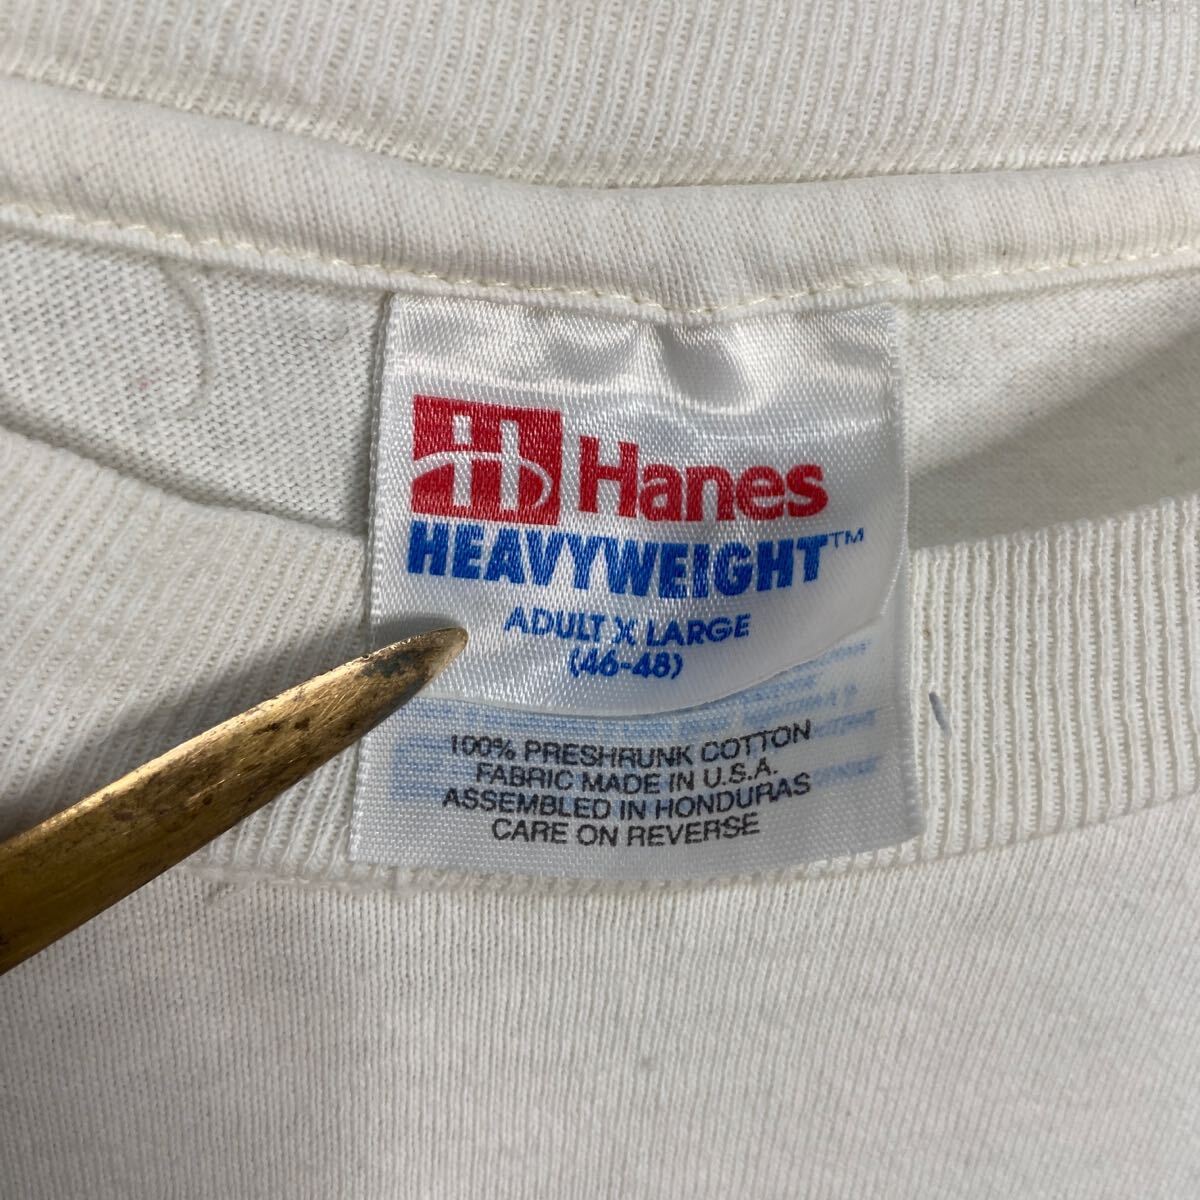 Hanes
HEAVYWEIGHT™
ADULT X LARGE
(46-48)
100% PRESHRUNK COTTON
FABRIC MADE IN U.S.A.
ASSEMBLED IN HONDURAS
CARE ON REVERSE